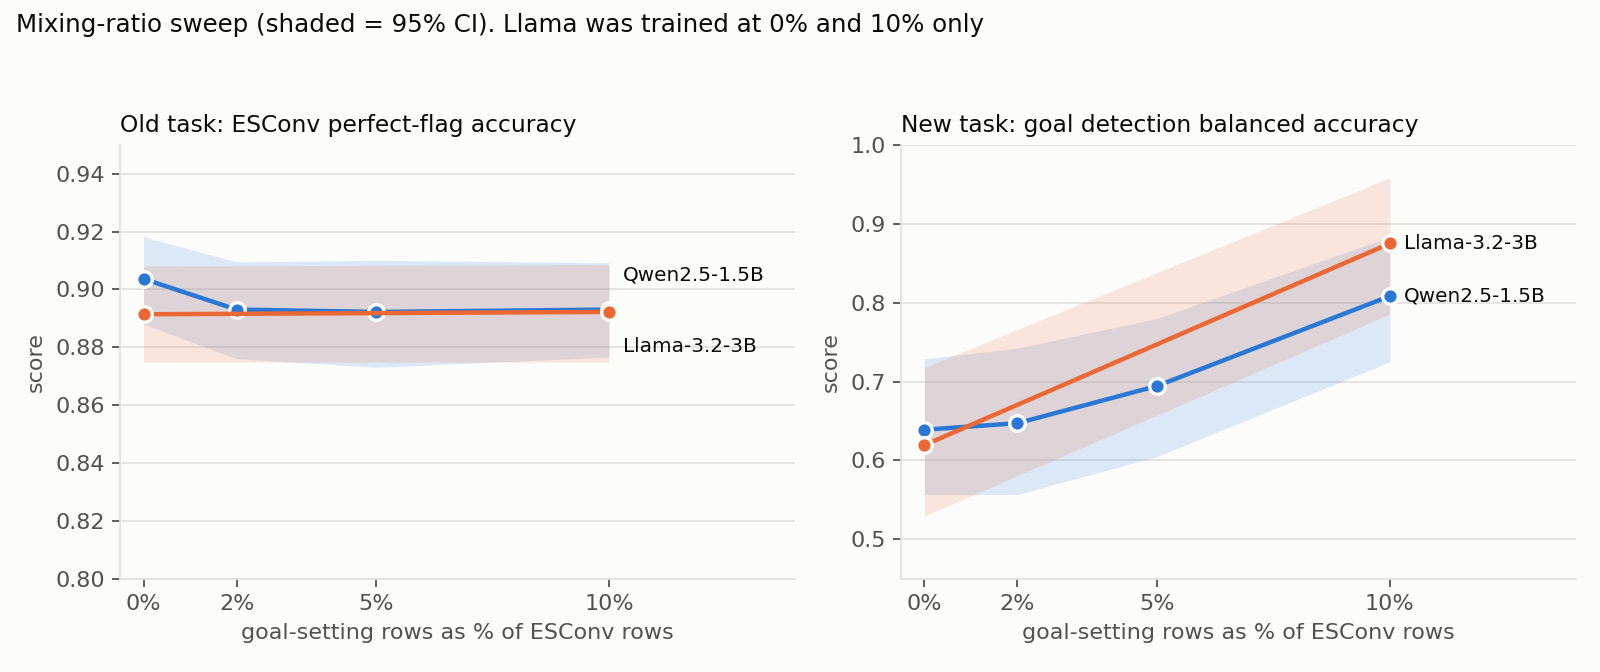 Mixing-ratio sweep (shaded = 95% CI). Llama was trained at 0% and 10% only
Old task: ESConv perfect-flag accuracy
score
0.94
0.92
0.90
0.88
0.86
0.84
0.82
0.80
Qwen2.5-1.5B
Llama-3.2-3B
0% 2% 5% 10%
goal-setting rows as % of ESConv rows
New task: goal detection balanced accuracy
score
1.0
0.9
0.8
0.7
0.6
0.5
Llama-3.2-3B
Qwen2.5-1.5B
0% 2% 5% 10%
goal-setting rows as % of ESConv rows